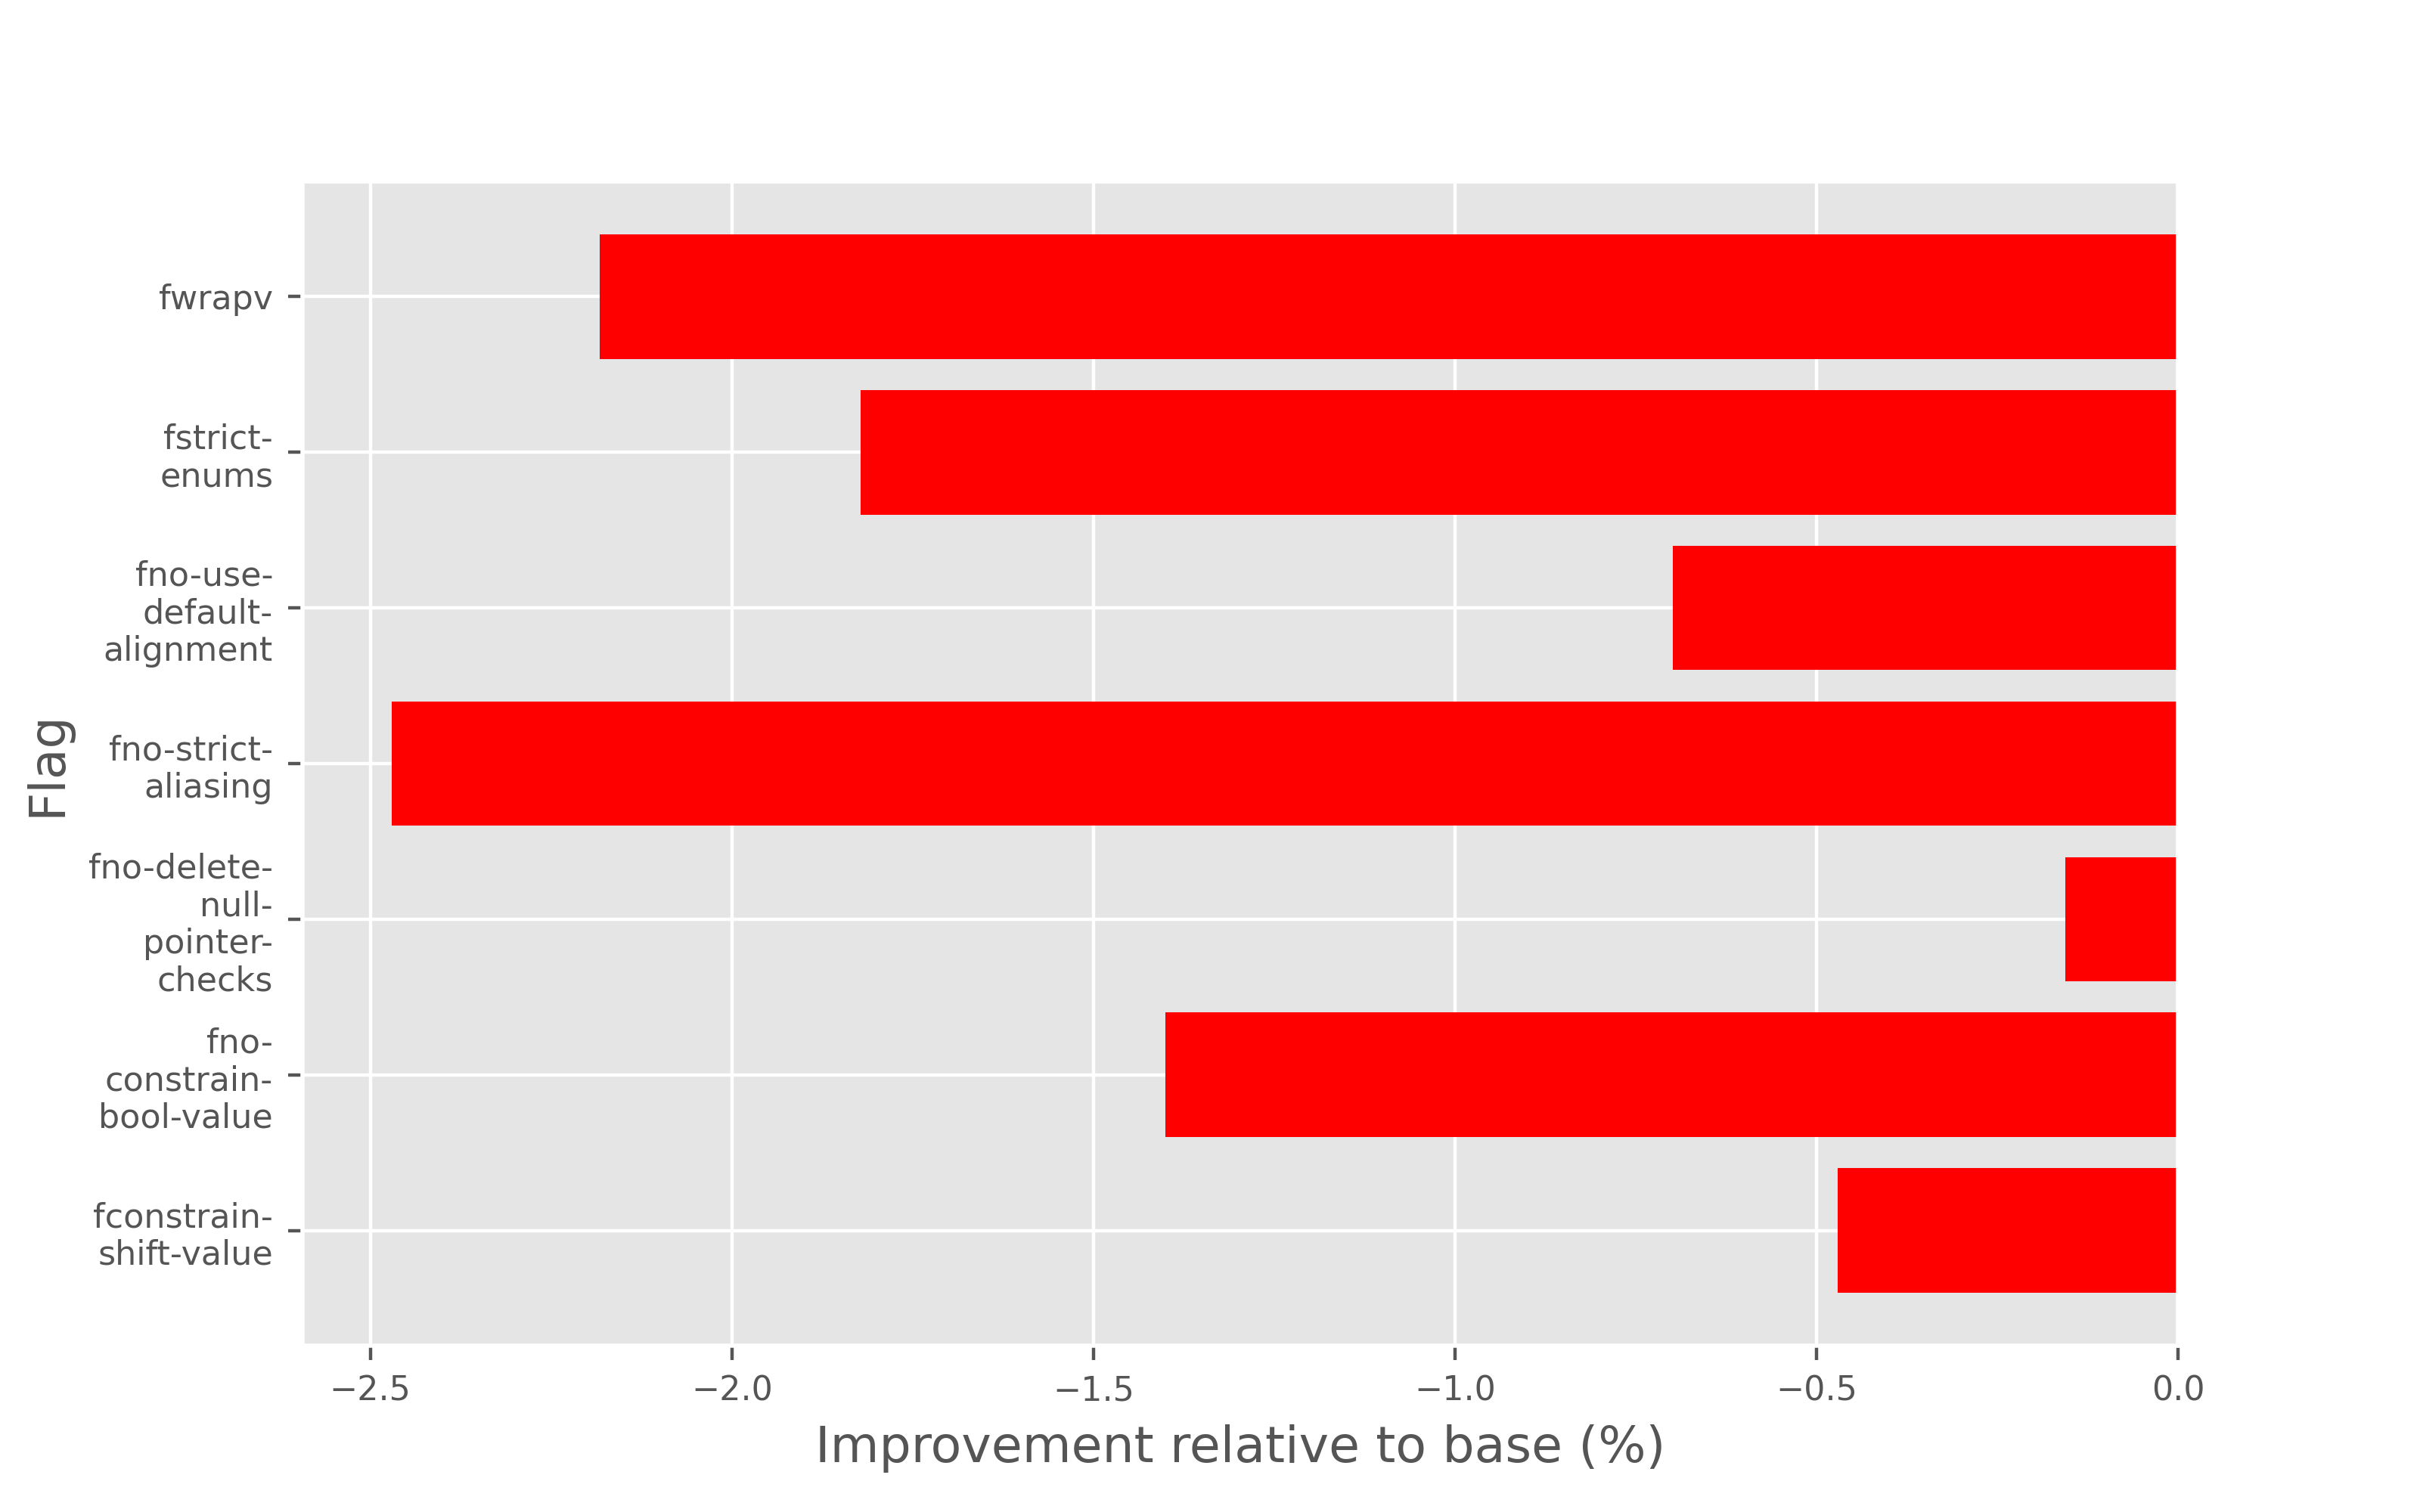 fwrapv
fstrict-
enums
fno-use-
default-
alignment
fno-strict-
aliasing
fno-delete-
null-
pointer-
checks
fno-
constrain-
bool-value
fconstrain-
shift-value
Flag
−2.5 −2.0 −1.5 −1.0 −0.5 0.0
Improvement relative to base (%)